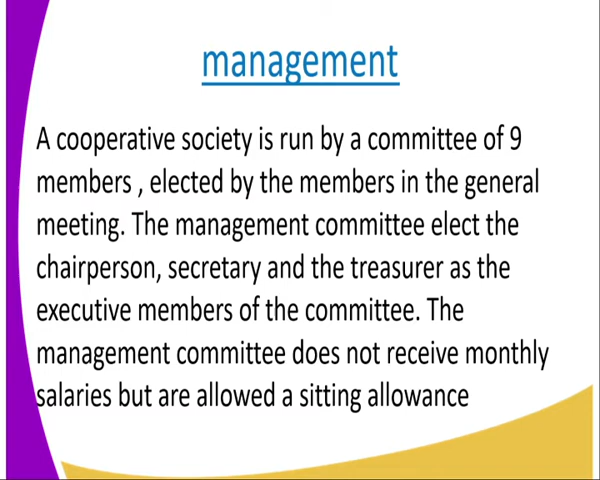 management
A cooperative society is run by a committee of 9
members , elected by the members in the general
meeting. The management committee elect the
chairperson, secretary and the treasurer as the
executive members of the committee. The
management committee does not receive monthly
salaries but are allowed a sitting allowance